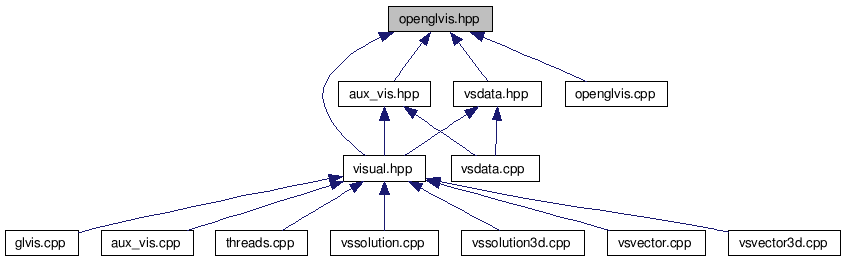 openglvis.hpp
aux_vis.hpp vsdata.hpp openglvis.cpp
visual.hpp vsdata.cpp
glvis.cpp aux_vis.cpp threads.cpp vssolution.cpp vssolution3d.cpp vsvector.cpp vsvector3d.cpp